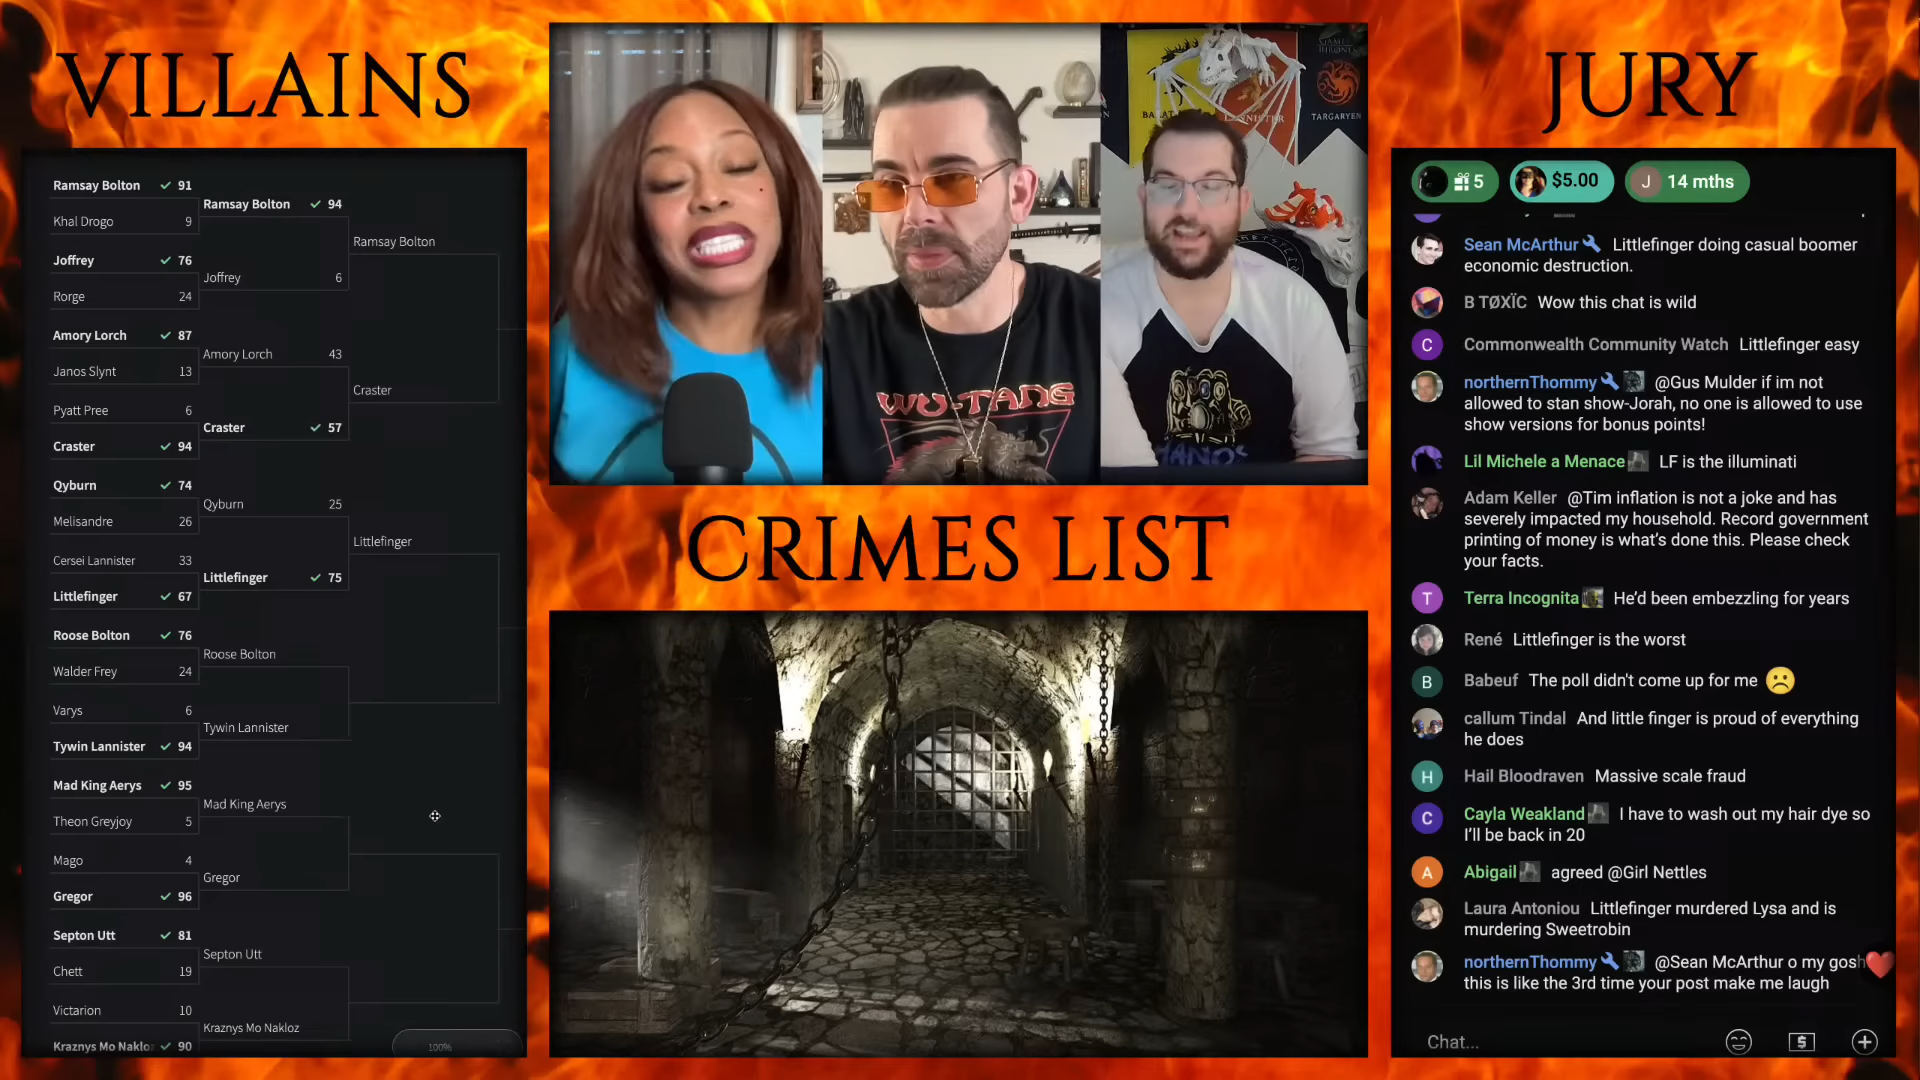 VILLAINS
Ramsay Bolton ✓ 91
Khal Drogo 9
Joffrey ✓ 76
Rorge 24
Amory Lorch ✓ 87
Janos Slynt 13
Pyatt Pree 6
Craster ✓ 94
Qyburn ✓ 74
Melisandre 26
Cersei Lannister 33
Littlefinger ✓ 67
Roose Bolton ✓ 76
Walder Frey 24
Varys 6
Tywin Lannister ✓ 94
Mad King Aerys ✓ 95
Theon Greyjoy 5
Mago 4
Gregor ✓ 96
Septon Utt ✓ 81
Chett 19
Victarion 10
Kraznys Mo Nakloz ✓ 90
Ramsay Bolton ✓ 94
Joffrey 6
Amory Lorch 43
Craster ✓ 57
Qyburn 25
Littlefinger ✓ 75
Roose Bolton
Tywin Lannister
Mad King Aerys
Gregor
Septon Utt
Kraznys Mo Nakloz
Ramsay Bolton
Craster
Littlefinger
100%
GAME THRONES
LANNISTER
TARGARYEN
WU-TANG
CRIMES LIST
JURY
5
$5.00
J 14 mths
Sean McArthur Littlefinger doing casual boomer
economic destruction.
B TØXÏC Wow this chat is wild
C Commonwealth Community Watch Littlefinger easy
northernThommy @Gus Mulder if im not
allowed to stan show-Jorah, no one is allowed to use
show versions for bonus points!
Lil Michele a Menace LF is the illuminati
Adam Keller @Tim inflation is not a joke and has
severely impacted my household. Record government
printing of money is what's done this. Please check
your facts.
T Terra Incognita He'd been embezzling for years
René Littlefinger is the worst
B Babeuf The poll didn't come up for me ☹️
callum Tindal And little finger is proud of everything
he does
H Hail Bloodraven Massive scale fraud
C Cayla Weakland I have to wash out my hair dye so
I'll be back in 20
A Abigail agreed @Girl Nettles
Laura Antoniou Littlefinger murdered Lysa and is
murdering Sweetrobin
northernThommy @Sean McArthur o my gosh
this is like the 3rd time your post make me laugh
Chat...